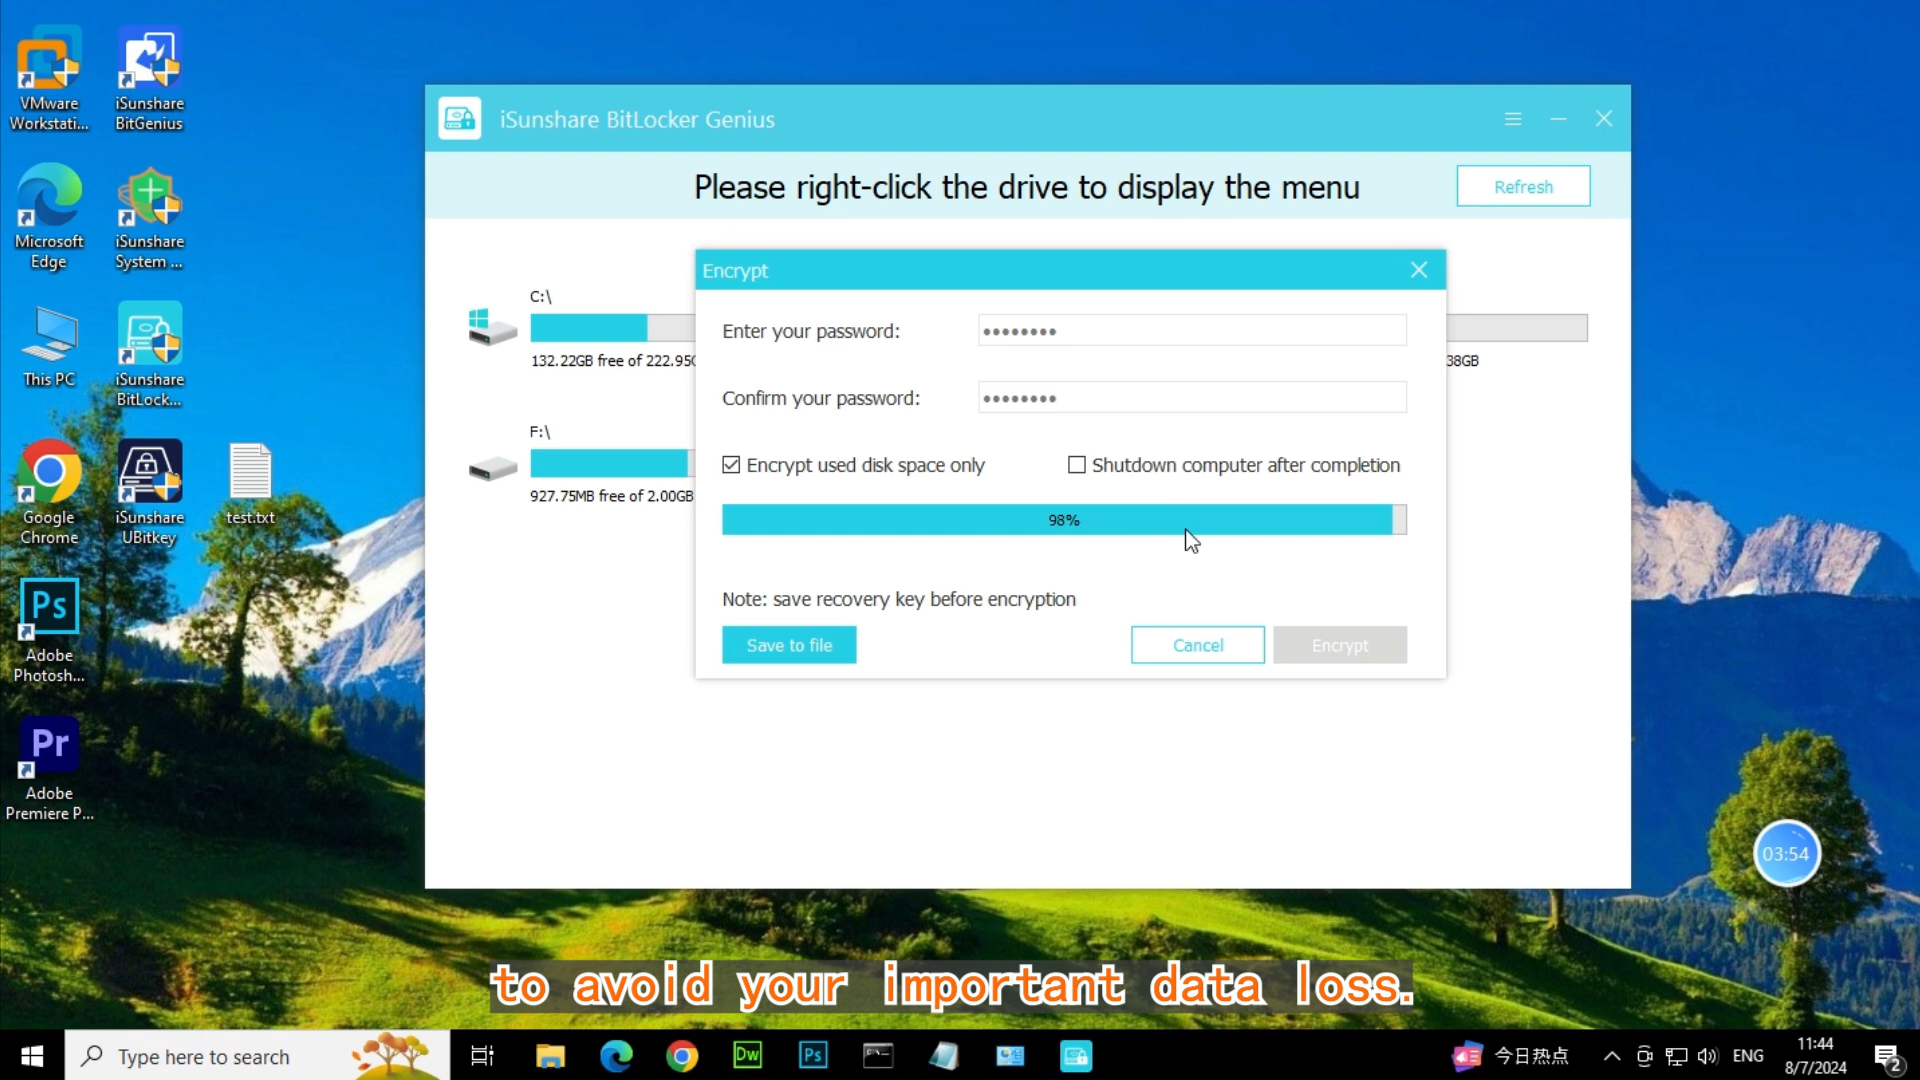 VMware
Workstati...
iSunshare
BitGenius
Microsoft
Edge
iSunshare
System ...
This PC
iSunshare
BitLock...
Google
Chrome
iSunshare
UBitkey
test.txt
Ps
Adobe
Photosh...
Pr
Adobe
Premiere P...
iSunshare BitLocker Genius
Please right-click the drive to display the menu
Refresh
C:\
132.22GB free of 222.95G
38GB
F:\
927.75MB free of 2.00GB
Encrypt
Enter your password:
••••••••
Confirm your password:
••••••••
Encrypt used disk space only
Shutdown computer after completion
98%
Note: save recovery key before encryption
Save to file
Cancel
Encrypt
03:54
to avoid your important data loss.
Type here to search
Dw
Ps
今日热点
ENG
11:44
8/7/2024
2